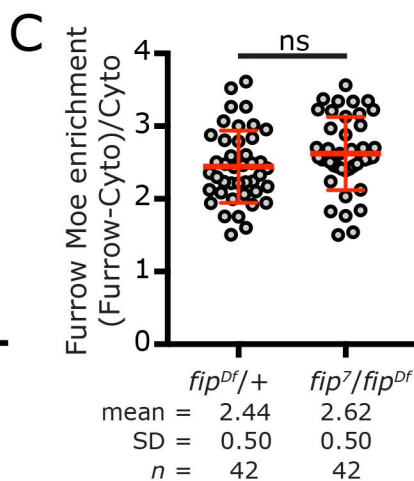 C
ns
Furrow Moe enrichment
(Furrow-Cyto)/Cyto
4
3
2
1
0
fip^Df/+ fip^7/fip^Df
mean = 2.44 2.62
SD = 0.50 0.50
n = 42 42